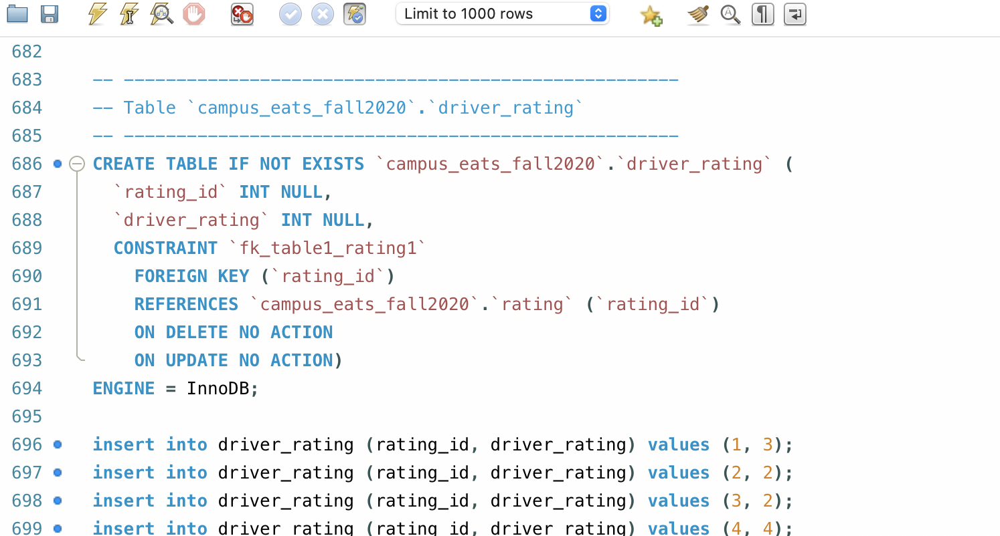 Limit to 1000 rows
682
683 -- -----------------------------------------------------
684 -- Table `campus_eats_fall2020`.`driver_rating`
685 -- -----------------------------------------------------
686 CREATE TABLE IF NOT EXISTS `campus_eats_fall2020`.`driver_rating` (
687 `rating_id` INT NULL,
688 `driver_rating` INT NULL,
689 CONSTRAINT `fk_table1_rating1`
690 FOREIGN KEY (`rating_id`)
691 REFERENCES `campus_eats_fall2020`.`rating` (`rating_id`)
692 ON DELETE NO ACTION
693 ON UPDATE NO ACTION)
694 ENGINE = InnoDB;
695
696 insert into driver_rating (rating_id, driver_rating) values (1, 3);
697 insert into driver_rating (rating_id, driver_rating) values (2, 2);
698 insert into driver_rating (rating_id, driver_rating) values (3, 2);
699 insert into driver_rating (rating_id, driver_rating) values (4, 4);